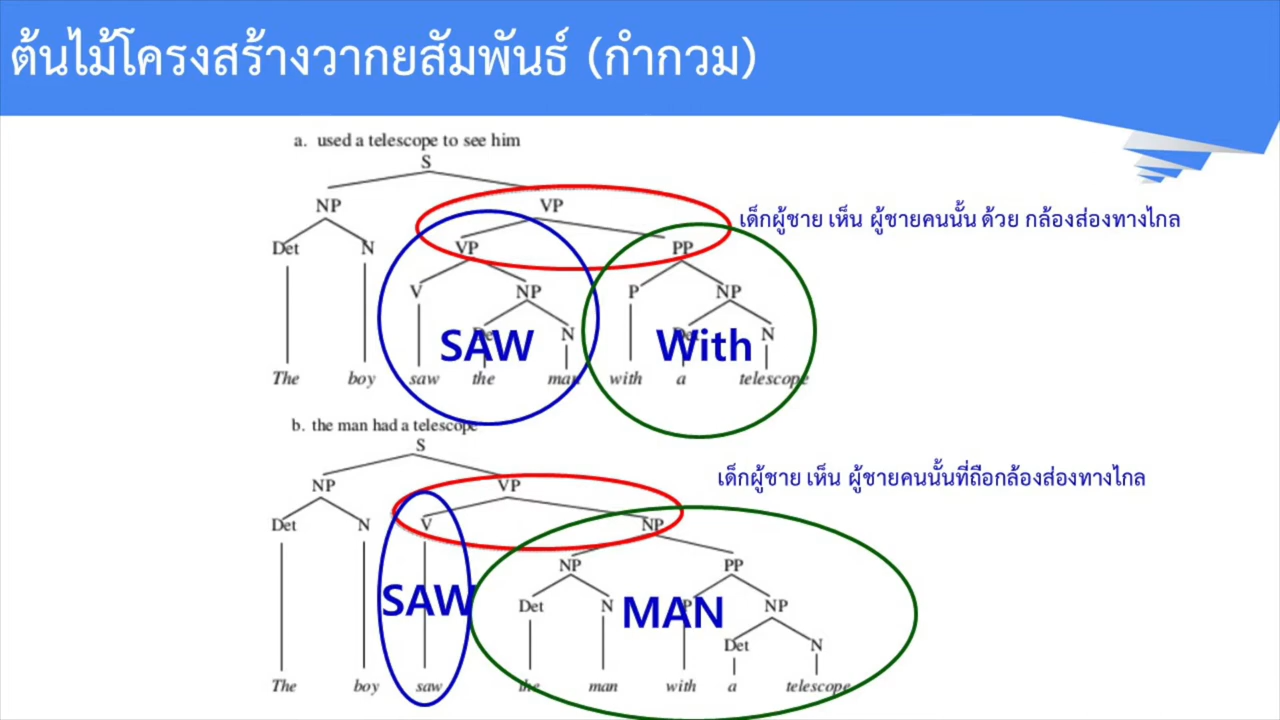 ต้นไม้โครงสร้างวากยสัมพันธ์ (กำกวม)
a. used a telescope to see him
S
NP VP
เด็กผู้ชาย เห็น ผู้ชายคนนั้น ด้วย กล้องส่องทางไกล
Det N VP PP
V NP P NP
SAW N With Det N
The boy saw the man with a telescope
b. the man had a telescope
S
NP VP
เด็กผู้ชาย เห็น ผู้ชายคนนั้นที่ถือกล้องส่องทางไกล
Det N V NP
NP PP
SAW Det N MAN P NP
Det N
The boy saw the man with a telescope